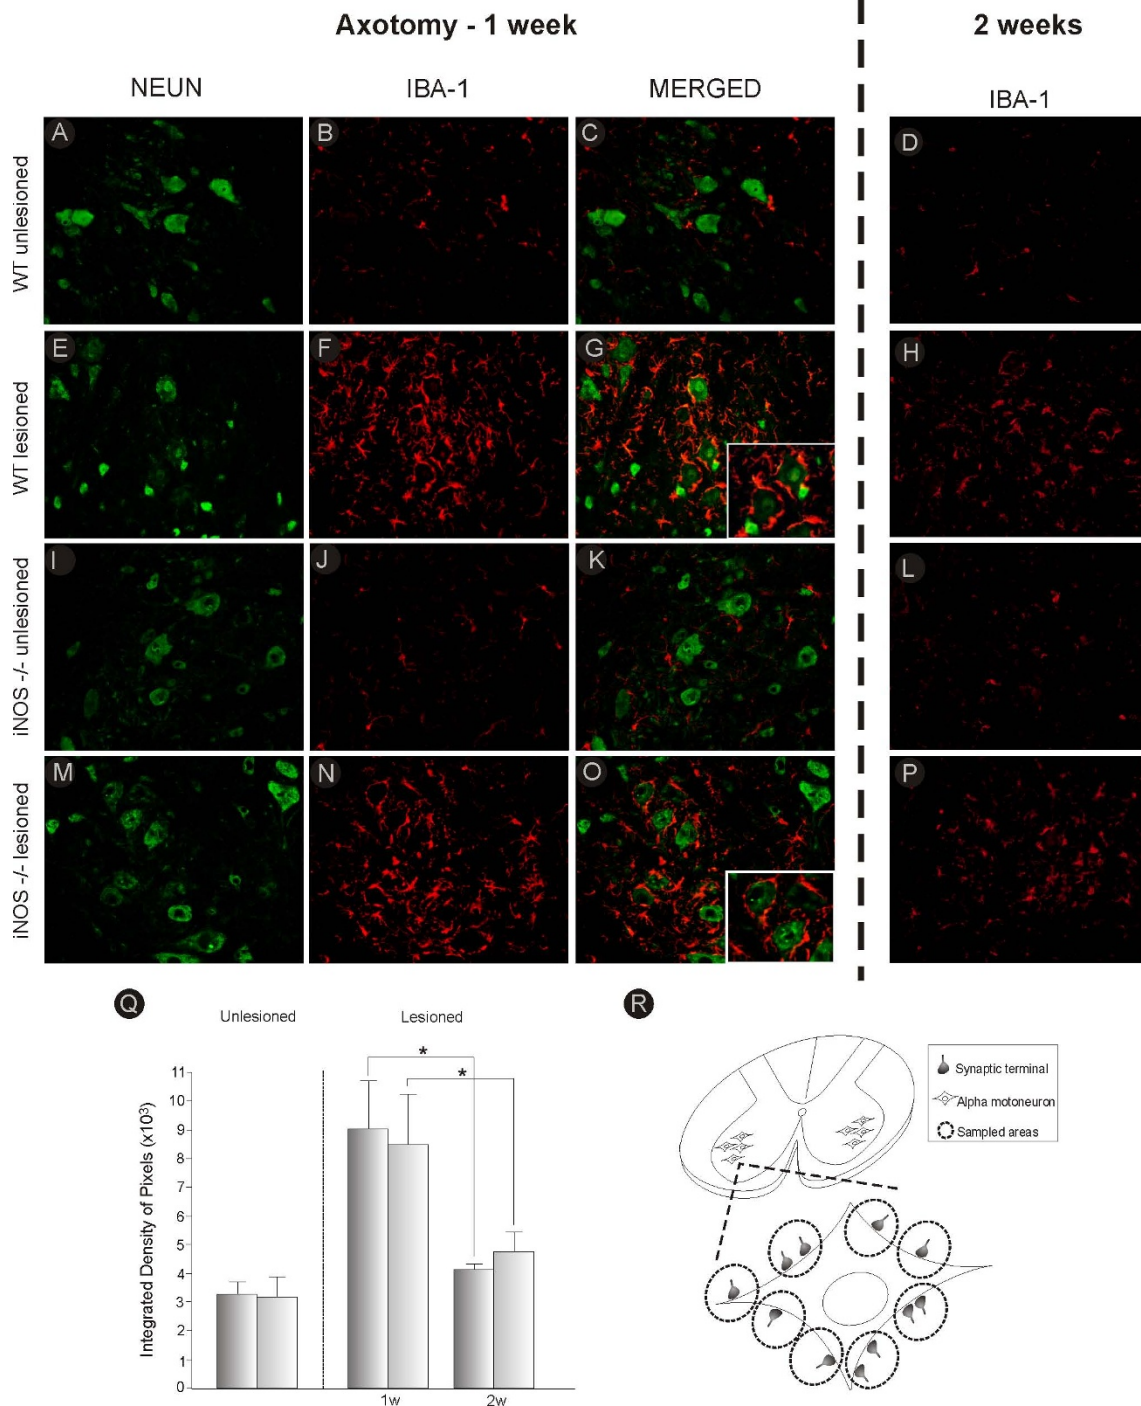 Axotomy - 1 week
2 weeks
NEUN
IBA-1
MERGED
IBA-1
WT unlesioned
A
B
C
D
WT lesioned
E
F
G
H
iNOS -/- unlesioned
I
J
K
L
iNOS -/- lesioned
M
N
O
P
Q
Unlesioned
Lesioned
*
*
Integrated Density of Pixels (x10³)
11
10
9
8
7
6
5
4
3
2
1
0
1w
2w
R
Synaptic terminal
Alpha motoneuron
Sampled areas